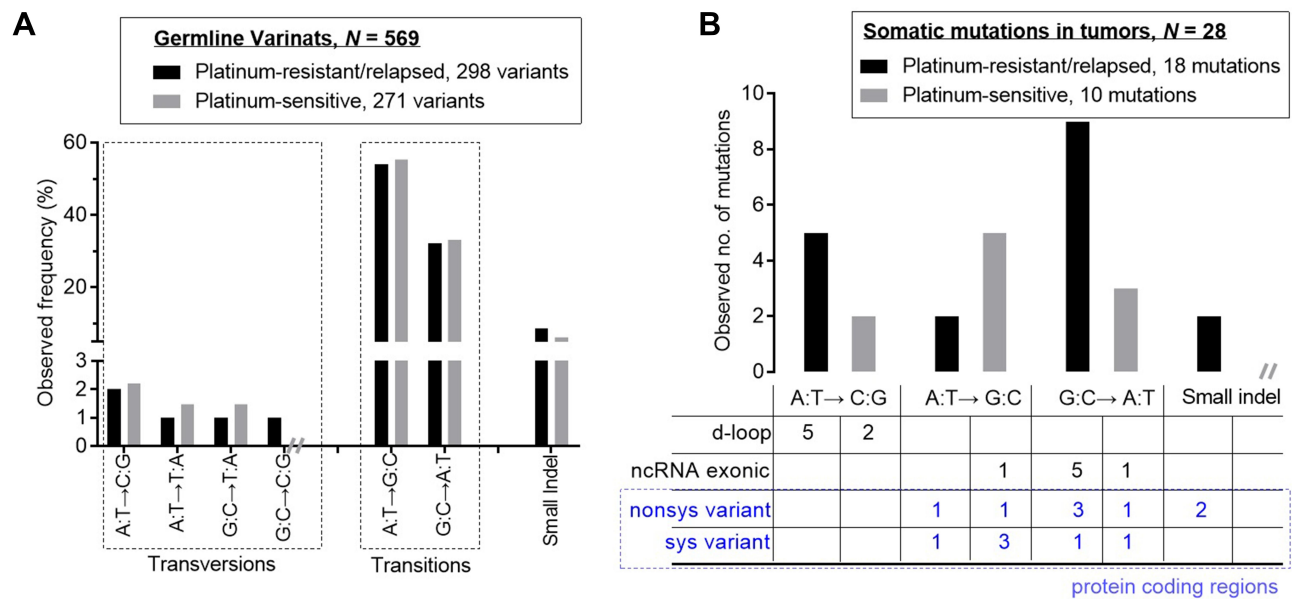 A
Germline Varinats, N = 569
Platinum-resistant/relapsed, 298 variants
Platinum-sensitive, 271 variants
Observed frequency (%)
60
40
20
3
2
1
0
A:T→C:G
A:T→T:A
G:C→T:A
G:C→C:G
A:T→G:C
G:C→A:T
Small Indel
Transversions
Transitions
B
Somatic mutations in tumors, N = 28
Platinum-resistant/relapsed, 18 mutations
Platinum-sensitive, 10 mutations
Observed no. of mutations
10
8
6
4
2
0
A:T→ C:G A:T→ G:C G:C→ A:T Small indel
d-loop 5 2
ncRNA exonic 1 5 1
nonsys variant 1 1 3 1 2
sys variant 1 3 1 1
protein coding regions